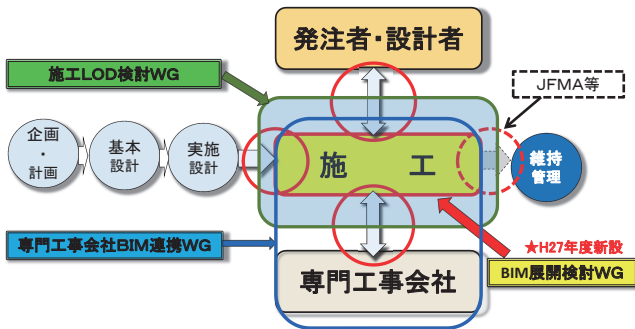 発注者・設計者
施工LOD検討WG
JFMA等
企画
・
計画
基本
設計
実施
設計
施　　工
維持
管理
専門工事会社BIM連携WG
★H27年度新設
BIM展開検討WG
専門工事会社